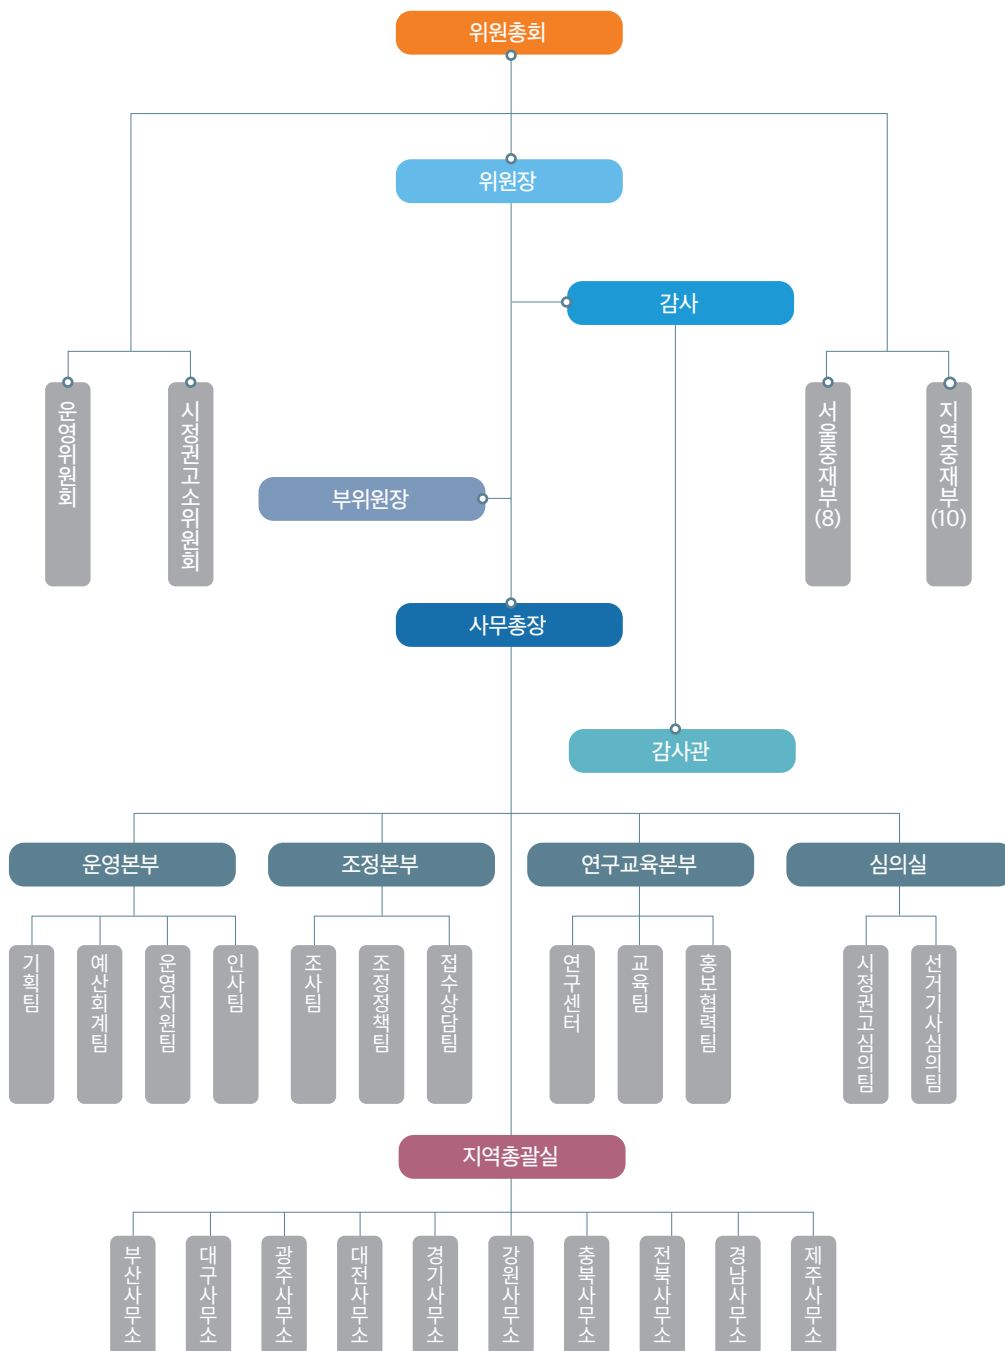 위원총회
위원장
감사
운영위원회
시정권고소위원회
서울중재부
(8)
지역중재부
(10)
부위원장
사무총장
감사관
운영본부
조정본부
연구교육본부
심의실
기획팀
예산회계팀
운영지원팀
인사팀
조사팀
조정정책팀
접수상담팀
연구센터
교육팀
홍보협력팀
시정권고심의팀
선거기사심의팀
지역총괄실
부산사무소
대구사무소
광주사무소
대전사무소
경기사무소
강원사무소
충북사무소
전북사무소
경남사무소
제주사무소